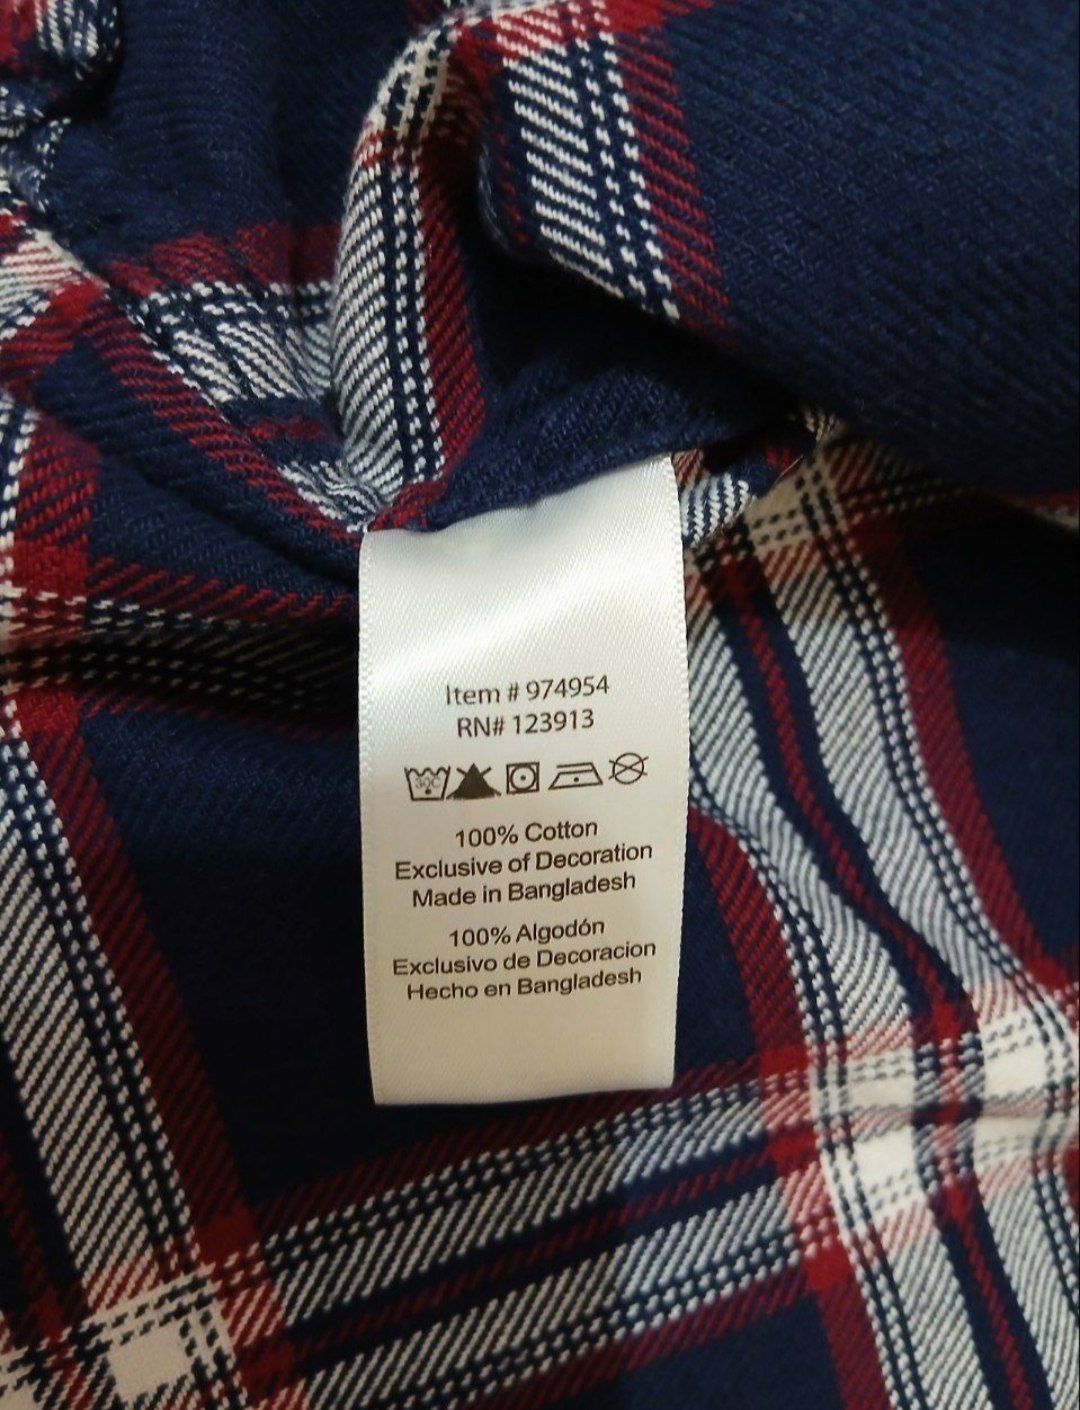 Item # 974954
RN# 123913
30C
100% Cotton
Exclusive of Decoration
Made in Bangladesh
100% Algodón
Exclusivo de Decoracion
Hecho en Bangladesh